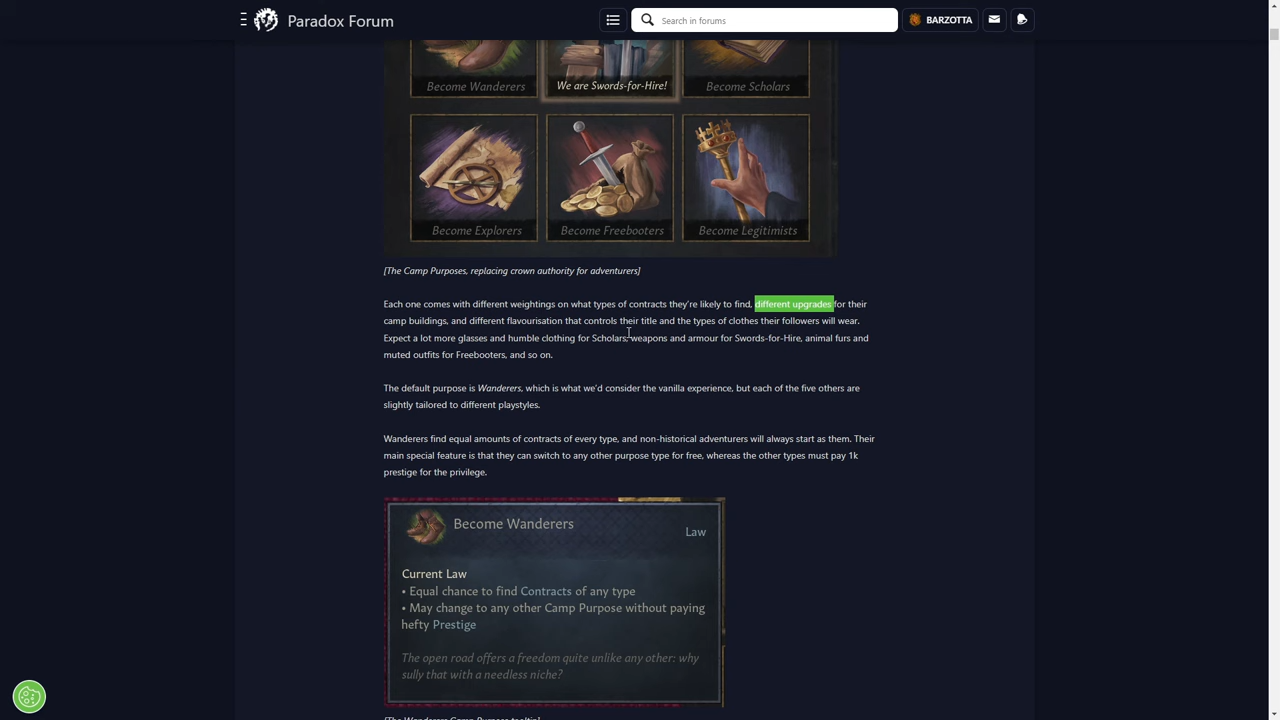 Paradox Forum
Search in forums
BARZOTTA
Become Wanderers
We are Swords-for-Hire!
Become Scholars
Become Explorers
Become Freebooters
Become Legitimists
[The Camp Purposes, replacing crown authority for adventurers]
Each one comes with different weightings on what types of contracts they're likely to find, different upgrades for their
camp buildings, and different flavourisation that controls their title and the types of clothes their followers will wear.
Expect a lot more glasses and humble clothing for Scholars, weapons and armour for Swords-for-Hire, animal furs and
muted outfits for Freebooters, and so on.
The default purpose is Wanderers, which is what we'd consider the vanilla experience, but each of the five others are
slightly tailored to different playstyles.
Wanderers find equal amounts of contracts of every type, and non-historical adventurers will always start as them. Their
main special feature is that they can switch to any other purpose type for free, whereas the other types must pay 1k
prestige for the privilege.
Become Wanderers
Law
Current Law
• Equal chance to find Contracts of any type
• May change to any other Camp Purpose without paying
hefty Prestige
The open road offers a freedom quite unlike any other: why
sully that with a needless niche?
[The Wanderers Camp Purpose tooltip]